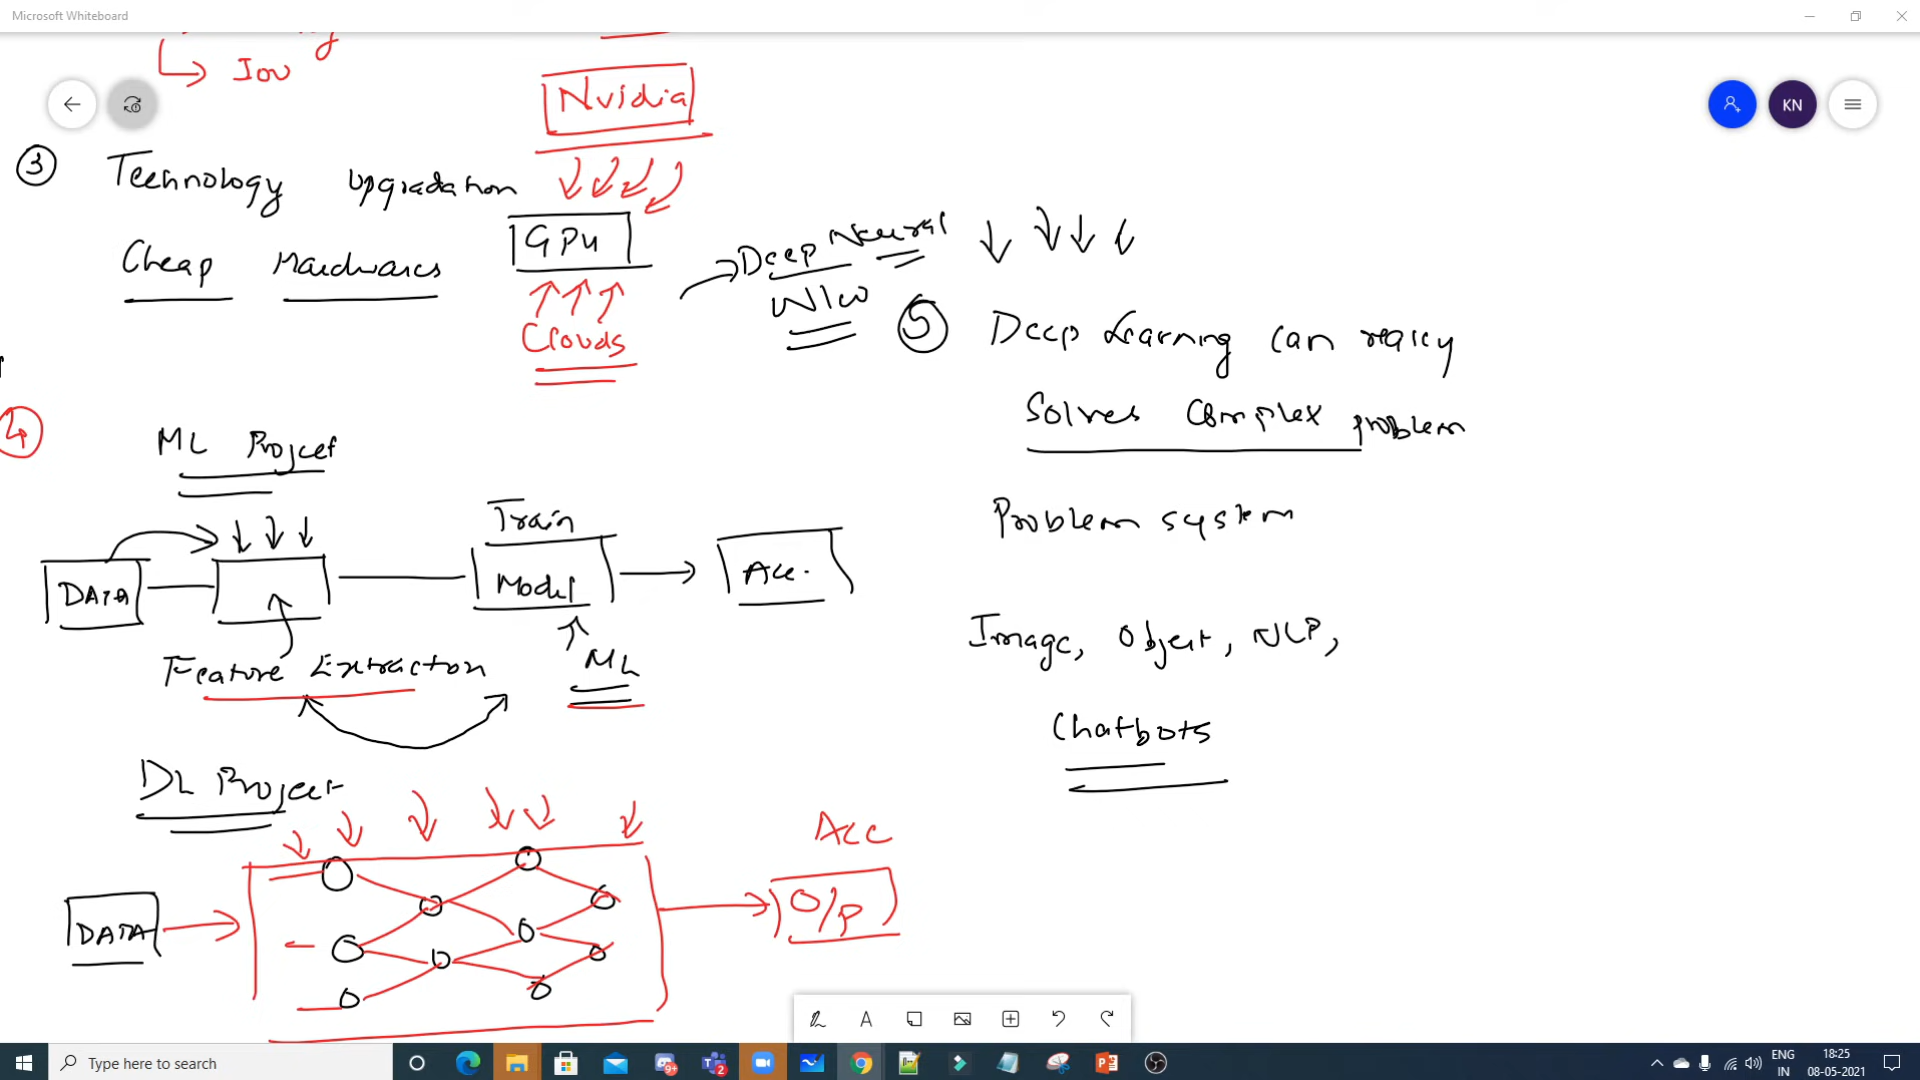 Microsoft Whiteboard
Nvidia
KN
③ Technology Upgradation
GPU
Cheap Hardwares
Clouds
Deep Neural
N/w
⑤ Deep Learning can
Solves Complex problem
Problem system
Image, Object, NLP,
Chatbots
4
ML Project
Train
DATA
Model
Acc.
Feature Extraction
ML
DL Project
Acc
DATA
O/P
A
Type here to search
9+
2
ENG
IN
18:25
08-05-2021